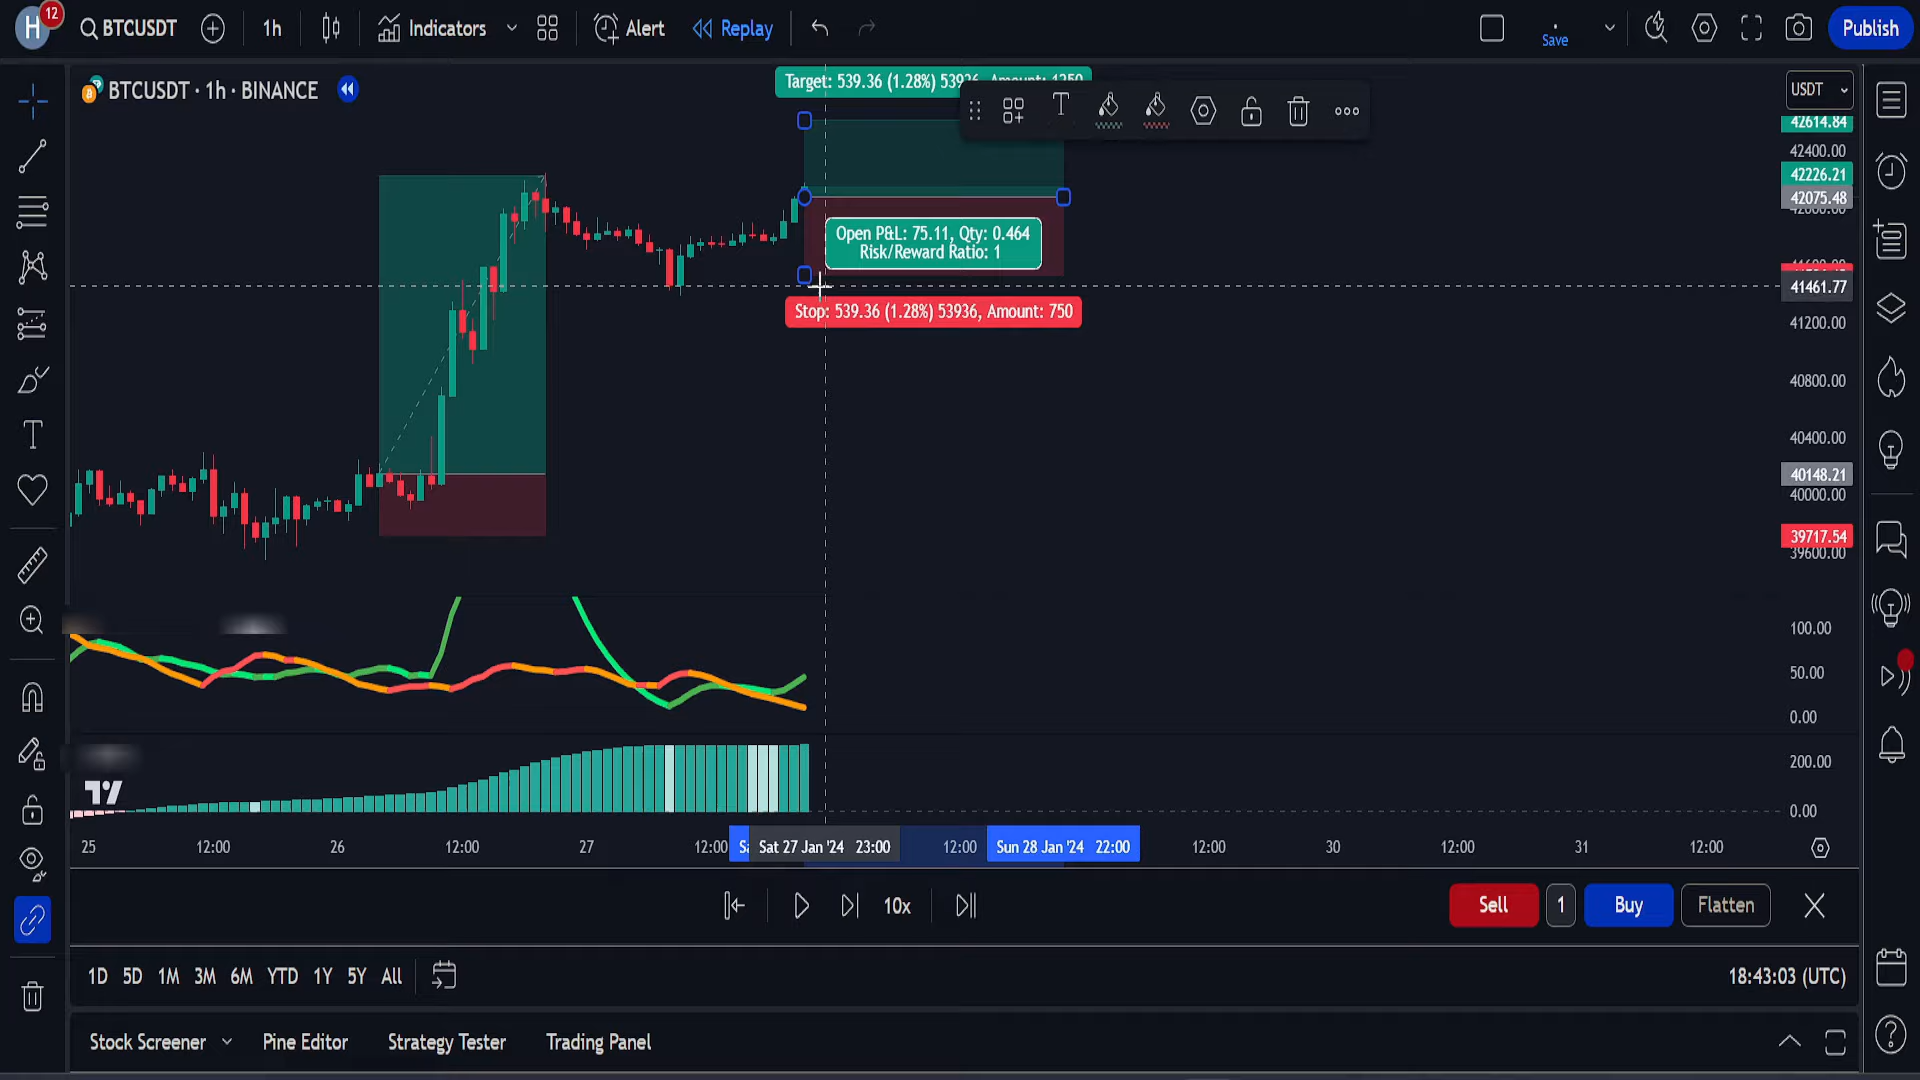 H 12 BTCUSDT 1h Indicators Alert Replay Save Publish
BTCUSDT · 1h · BINANCE
USDT
Target: 539.36 (1.28%) 53936, Amount: 1250
T
42614.84
42400.00
42226.21
42075.48
Open P&L: 75.11, Qty: 0.464
Risk/Reward Ratio: 1
41461.77
Stop: 539.36 (1.28%) 53936, Amount: 750
41200.00
40800.00
40400.00
40148.21
40000.00
39717.54
39600.00
100.00
50.00
0.00
200.00
0.00
25 12:00 26 12:00 27 12:00 Sat 27 Jan '24 23:00 12:00 Sun 28 Jan '24 22:00 12:00 30 12:00 31 12:00
10x Sell 1 Buy Flatten
1D 5D 1M 3M 6M YTD 1Y 5Y All 18:43:03 (UTC)
Stock Screener Pine Editor Strategy Tester Trading Panel